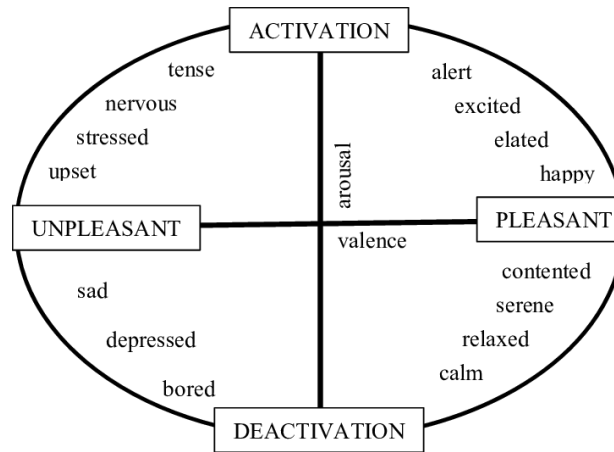 ACTIVATION
tense
alert
nervous
excited
stressed
elated
upset
arousal
happy
UNPLEASANT
PLEASANT
valence
contented
sad
serene
depressed
relaxed
bored
calm
DEACTIVATION